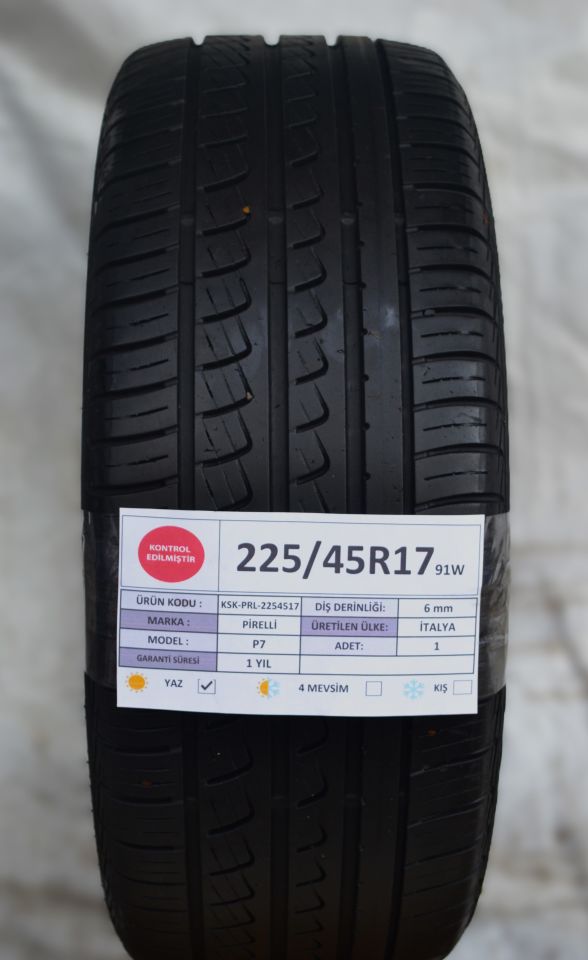 KONTROL
EDİLMİŞTİR
225/45R17 91W
ÜRÜN KODU : KSK-PRL-2254517 DİŞ DERİNLİĞİ: 6 mm
MARKA : PİRELLİ ÜRETİLEN ÜLKE: İTALYA
MODEL : P7 ADET: 1
GARANTİ SÜRESİ 1 YIL
YAZ 4 MEVSİM KIŞ